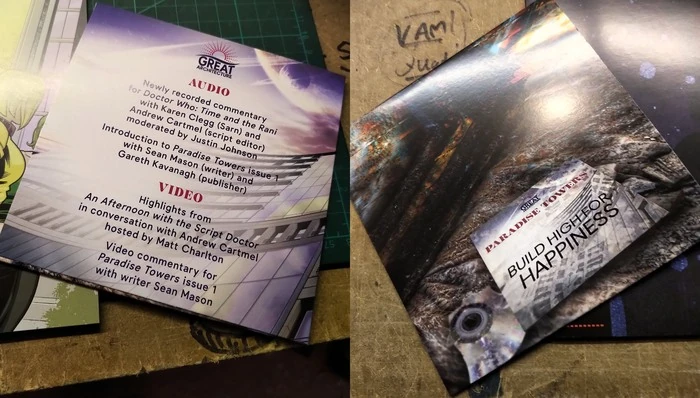 GREAT
ARCHITECTURE
AUDIO
Newly recorded commentary
for Doctor Who: Time and the Rani
with Karen Clegg (Sarn) and
Andrew Cartmel (script editor)
moderated by Justin Johnson
Introduction to Paradise Towers issue 1
with Sean Mason (writer) and
Gareth Kavanagh (publisher)
VIDEO
Highlights from
An Afternoon with the Script Doctor
in conversation with Andrew Cartmel
hosted by Matt Charlton
Video commentary for
Paradise Towers issue 1
with writer Sean Mason
VAM!
GREAT
PARADISE TOWERS
BUILD HIGH FOR
HAPPINESS